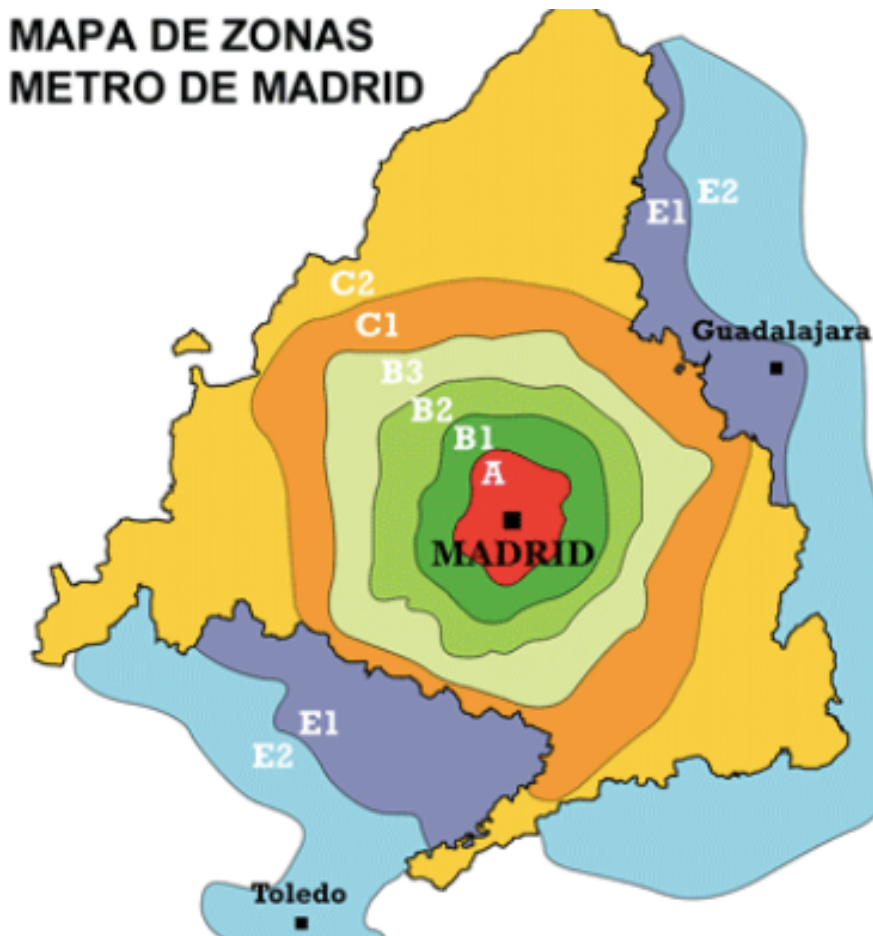 MAPA DE ZONAS
METRO DE MADRID
E2
E1
C2
C1
Guadalajara
B3
B2
B1
A
MADRID
E1
E2
Toledo